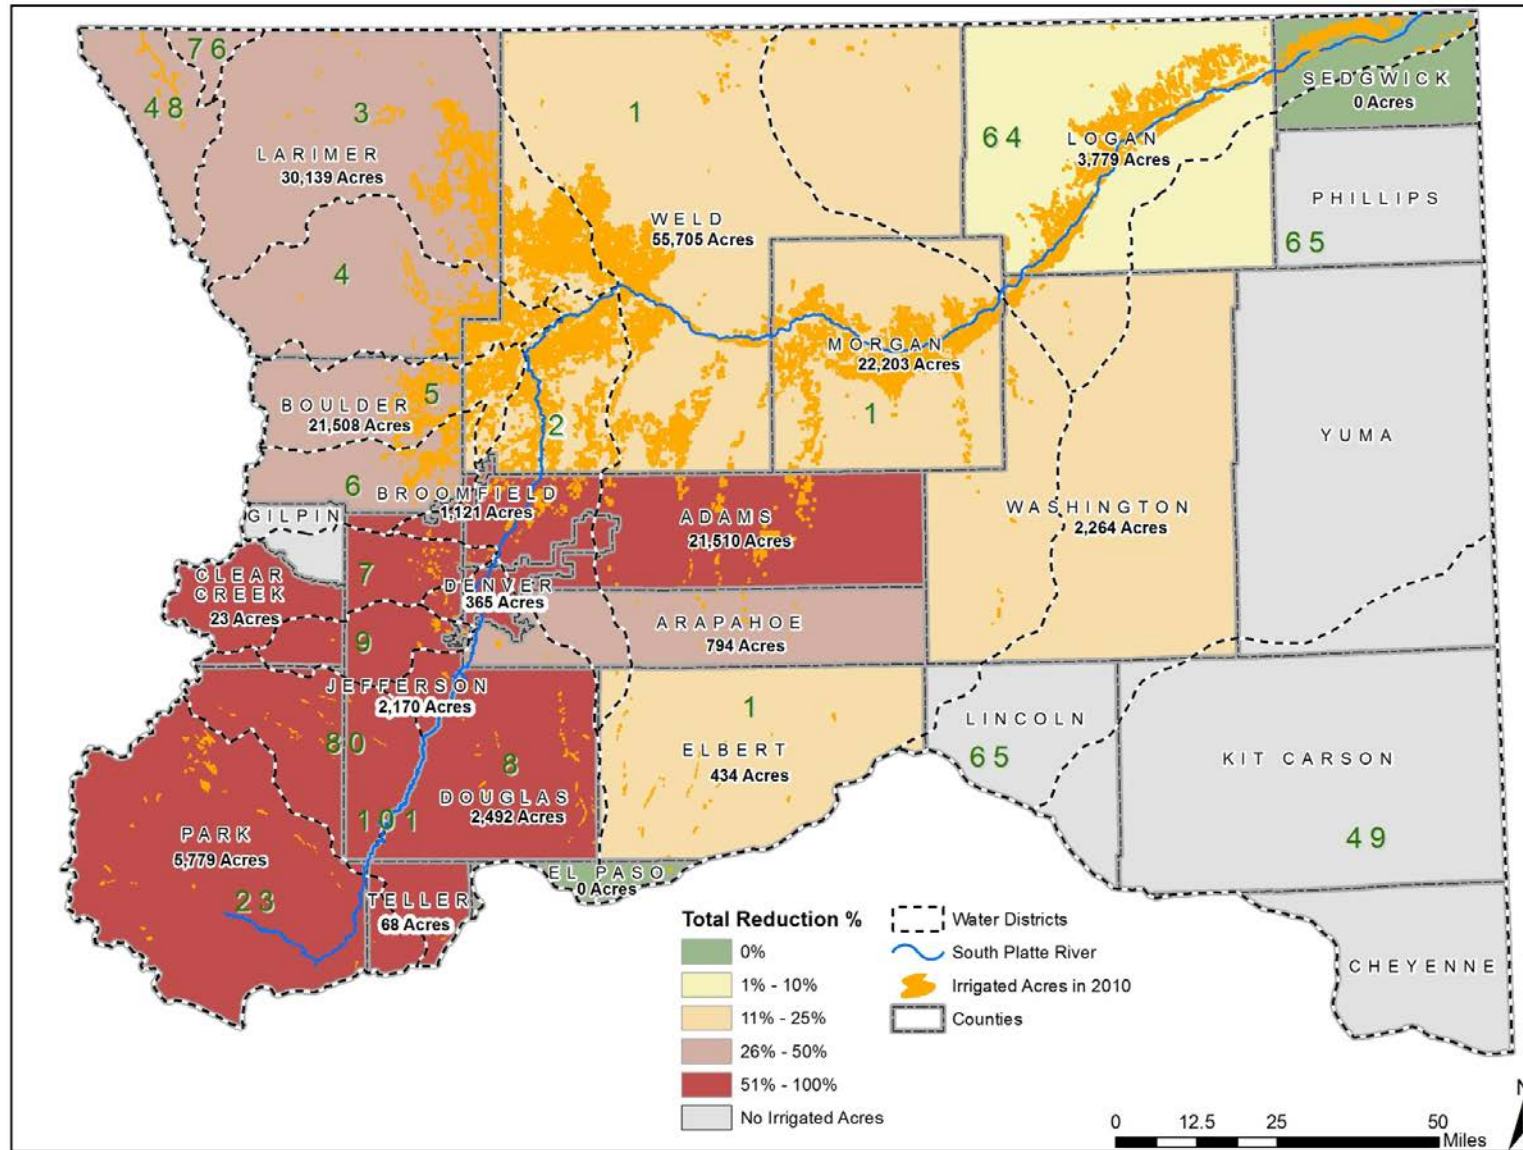 76
48
3
1
SEDGWICK
0 Acres
LARIMER
30,139 Acres
64
LOGAN
3,779 Acres
PHILLIPS
65
WELD
55,705 Acres
4
MORGAN
22,203 Acres
5
BOULDER
21,508 Acres
2
1
YUMA
6
BROOMFIELD
1,121 Acres
GILPIN
ADAMS
21,510 Acres
WASHINGTON
2,264 Acres
CLEAR
CREEK
23 Acres
7
DENVER
365 Acres
9
ARAPAHOE
794 Acres
JEFFERSON
2,170 Acres
80
1
LINCOLN
65
ELBERT
434 Acres
KIT CARSON
8
DOUGLAS
2,492 Acres
101
PARK
5,779 Acres
49
23
EL PASO
0 Acres
TELLER
68 Acres
CHEYENNE
Total Reduction %
0%
1% - 10%
11% - 25%
26% - 50%
51% - 100%
No Irrigated Acres
Water Districts
South Platte River
Irrigated Acres in 2010
Counties
N
0 12.5 25 50
Miles